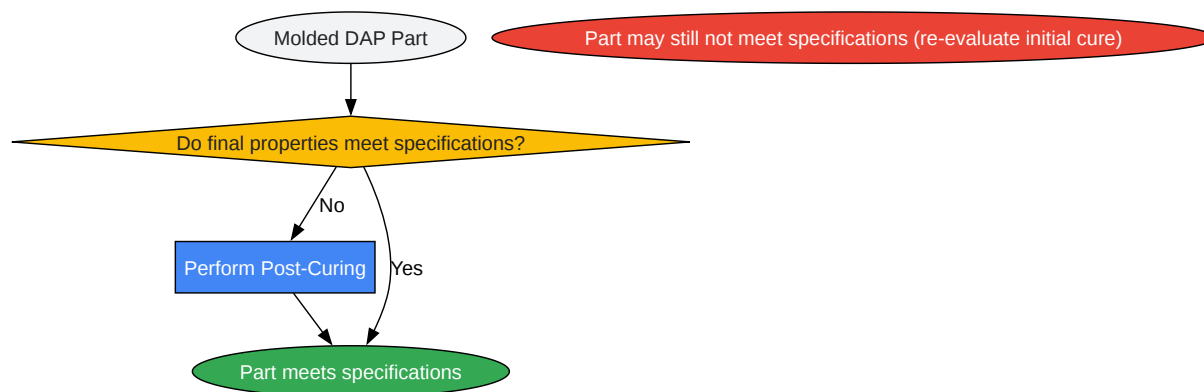 Molded DAP Part
Part may still not meet specifications (re-evaluate initial cure)
Do final properties meet specifications?
No
Perform Post-Curing
Yes
Part meets specifications